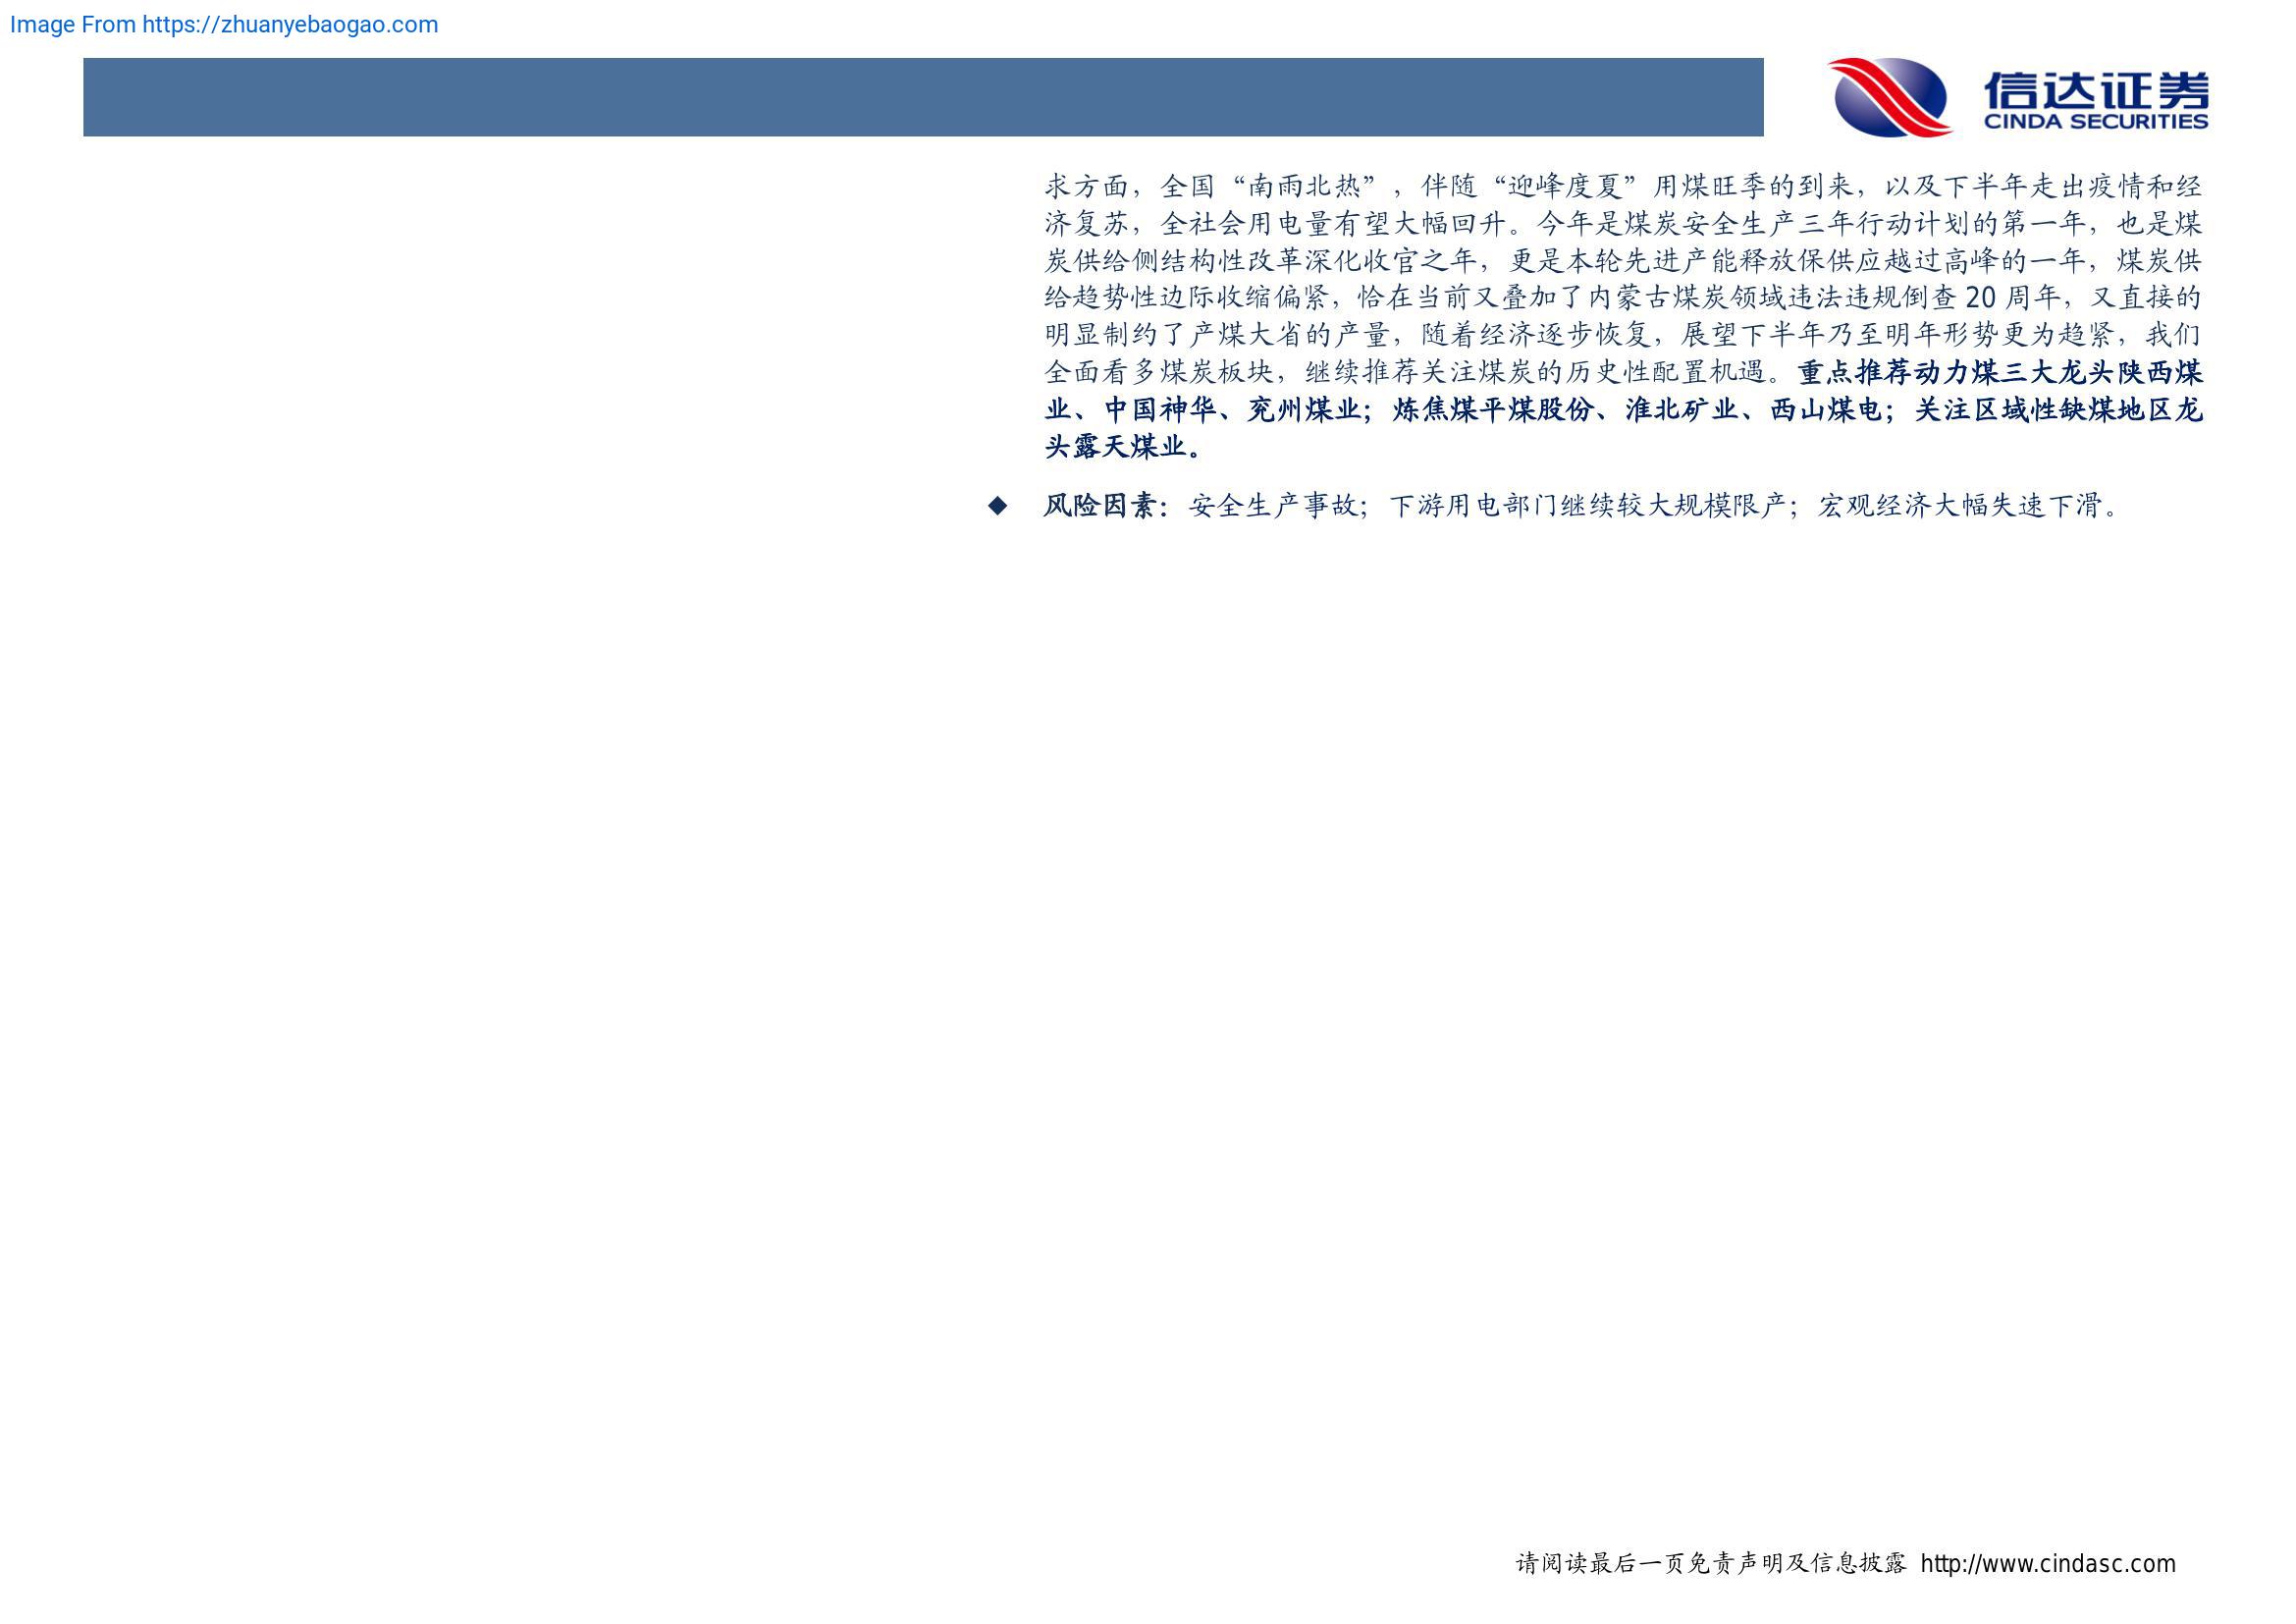 Image From https://zhuanyebaogao.com
信达证券
CINDA SECURITIES
求方面，全国“南雨北热”，伴随“迎峰度夏”用煤旺季的到来，以及下半年走出疫情和经
济复苏，全社会用电量有望大幅回升。今年是煤炭安全生产三年行动计划的第一年，也是煤
炭供给侧结构性改革深化收官之年，更是本轮先进产能释放保供应越过高峰的一年，煤炭供
给趋势性边际收缩偏紧，恰在当前又叠加了内蒙古煤炭领域违法违规倒查 20 周年，又直接的
明显制约了产煤大省的产量，随着经济逐步恢复，展望下半年乃至明年形势更为趋紧，我们
全面看多煤炭板块，继续推荐关注煤炭的历史性配置机遇。重点推荐动力煤三大龙头陕西煤
业、中国神华、兖州煤业；炼焦煤平煤股份、淮北矿业、西山煤电；关注区域性缺煤地区龙
头露天煤业。
◆ 风险因素：安全生产事故；下游用电部门继续较大规模限产；宏观经济大幅失速下滑。
请阅读最后一页免责声明及信息披露 http://www.cindasc.com